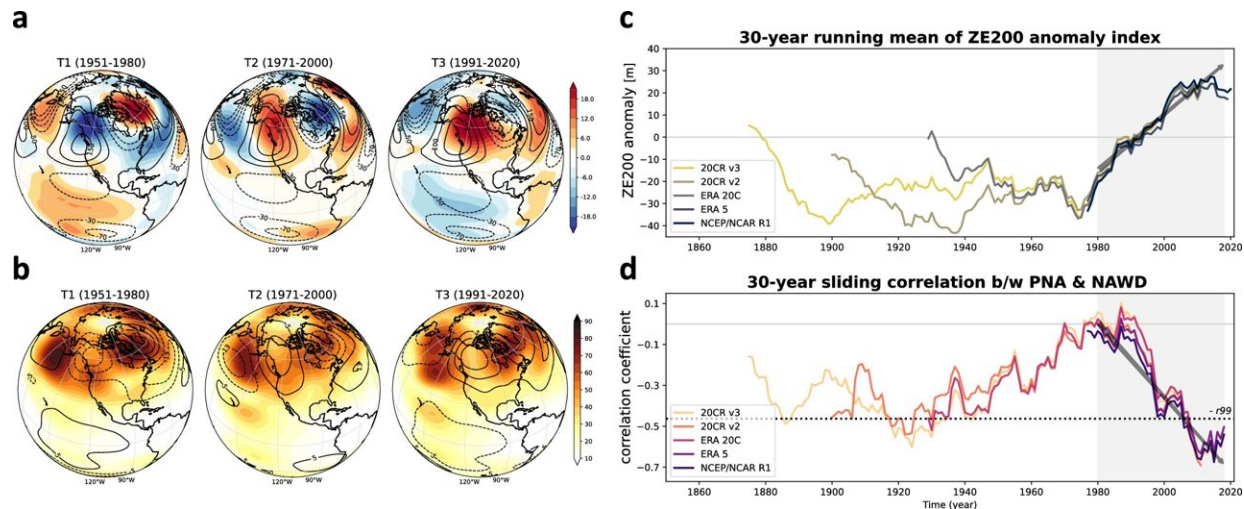 a
T1 (1951-1980)
T2 (1971-2000)
T3 (1991-2020)
18.0
12.0
6.0
0.0
-6.0
-12.0
-18.0
-30
-70
-30
-70
-30
-70
120°W 90°W
120°W 90°W
120°W 90°W
b
T1 (1951-1980)
T2 (1971-2000)
T3 (1991-2020)
90
80
70
60
50
40
30
20
10
120°W 90°W
120°W 90°W
120°W 90°W
c
30-year running mean of ZE200 anomaly index
ZE200 anomaly [m]
40
30
20
10
0
−10
−20
−30
−40
20CR v3
20CR v2
ERA 20C
ERA 5
NCEP/NCAR R1
1860 1880 1900 1920 1940 1960 1980 2000 2020
d
30-year sliding correlation b/w PNA & NAWD
correlation coefficient
0.1
−0.1
−0.3
−0.5
−0.7
- r99
20CR v3
20CR v2
ERA 20C
ERA 5
NCEP/NCAR R1
1860 1880 1900 1920 1940 1960 1980 2000 2020
Time (year)